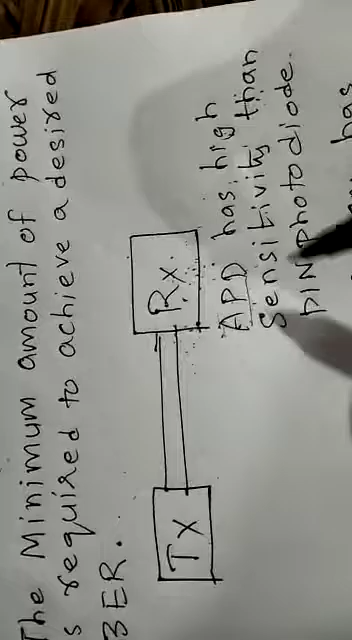 The Minimum amount of power
s required to achieve a desired
BER.
Tx
Rx.
APD has high
Sensitivity than
PIN photodiode.
has